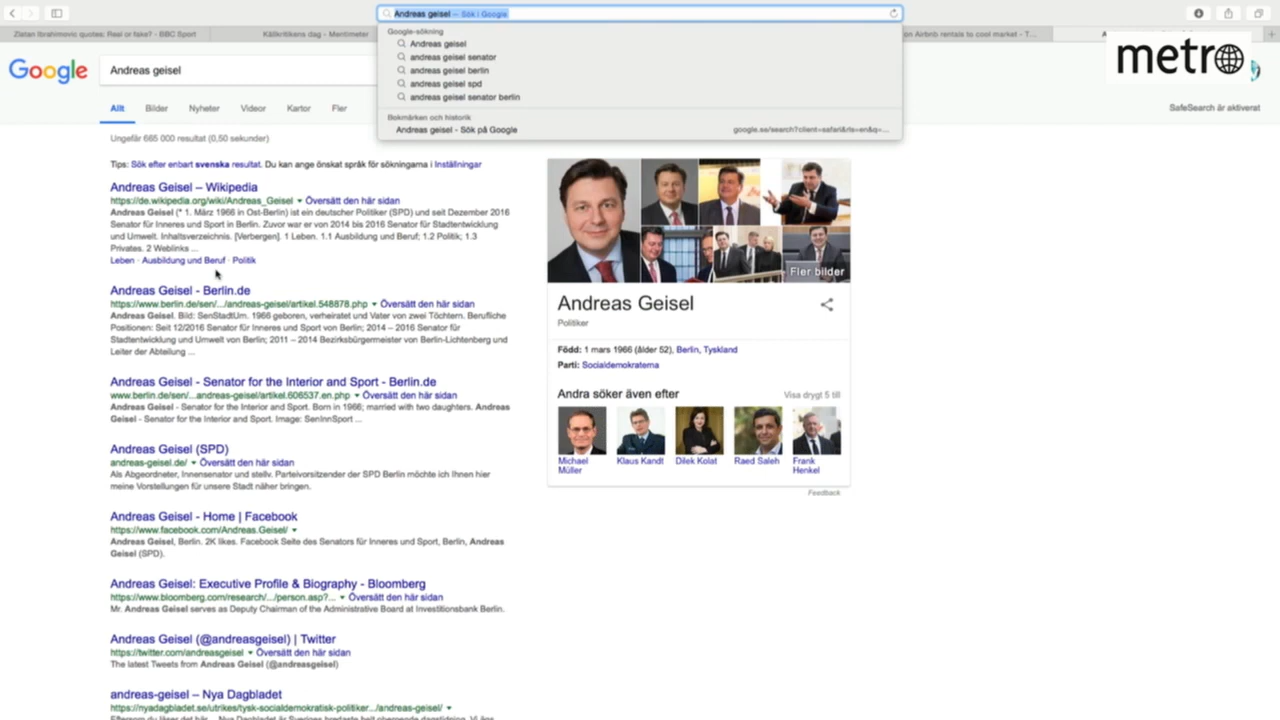 Andreas geisel — Sök i Google
Google-sökning
Andreas geisel
andreas geisel senator
andreas geisel berlin
andreas geisel spd
andreas geisel senator berlin
Bokmärken och historik
Andreas geisel - Sök på Google google.se/search?client=safari&rls=en&q=...
Zlatan Ibrahimovic quotes: Real or fake? - BBC Sport
Källkritikens dag - Mentimeter
on Airbnb rentals to cool market - T...
metro
Google
Andreas geisel
Allt Bilder Nyheter Videor Kartor Fler
SafeSearch är aktiverat
Ungefär 665 000 resultat (0,50 sekunder)
Tips: Sök efter enbart svenska resultat. Du kan ange önskat språk för sökningarna i Inställningar
Andreas Geisel – Wikipedia
https://de.wikipedia.org/wiki/Andreas_Geisel ▾ Översätt den här sidan
Andreas Geisel (* 1. März 1966 in Ost-Berlin) ist ein deutscher Politiker (SPD) und seit Dezember 2016
Senator für Inneres und Sport in Berlin. Zuvor war er von 2014 bis 2016 Senator für Stadtentwicklung
und Umwelt. Inhaltsverzeichnis. [Verbergen]. 1 Leben. 1.1 Ausbildung und Beruf; 1.2 Politik; 1.3
Privates. 2 Weblinks ...
Leben · Ausbildung und Beruf · Politik
Andreas Geisel - Berlin.de
https://www.berlin.de/sen/.../andreas-geisel/artikel.548878.php ▾ Översätt den här sidan
Andreas Geisel. Bild: SenStadtUm. 1966 geboren, verheiratet und Vater von zwei Töchtern. Berufliche
Positionen: Seit 12/2016 Senator für Inneres und Sport von Berlin; 2014 – 2016 Senator für
Stadtentwicklung und Umwelt von Berlin; 2011 – 2014 Bezirksbürgermeister von Berlin-Lichtenberg und
Leiter der Abteilung ...
Andreas Geisel - Senator for the Interior and Sport - Berlin.de
www.berlin.de/sen/...andreas-geisel/artikel.606537.en.php ▾ Översätt den här sidan
Andreas Geisel - Senator for the Interior and Sport. Born in 1966; married with two daughters. Andreas
Geisel - Senator for the Interior and Sport. Image: SenInnSport ...
Andreas Geisel (SPD)
andreas-geisel.de/ ▾ Översätt den här sidan
Als Abgeordneter, Innensenator und stellv. Parteivorsitzender der SPD Berlin möchte ich Ihnen hier
meine Vorstellungen für unsere Stadt näher bringen.
Andreas Geisel - Home | Facebook
https://www.facebook.com/Andreas.Geisel/ ▾
Andreas Geisel, Berlin. 2K likes. Facebook Seite des Senators für Inneres und Sport, Berlin, Andreas
Geisel (SPD).
Andreas Geisel: Executive Profile & Biography - Bloomberg
https://www.bloomberg.com/research/.../person.asp?... ▾ Översätt den här sidan
Mr. Andreas Geisel serves as Deputy Chairman of the Administrative Board at Investitionsbank Berlin.
Andreas Geisel (@andreasgeisel) | Twitter
https://twitter.com/andreasgeisel ▾ Översätt den här sidan
The latest Tweets from Andreas Geisel (@andreasgeisel)
andreas-geisel – Nya Dagbladet
https://nyadagbladet.se/utrikes/tysk-socialdemokratisk-politiker.../andreas-geisel/ ▾
Eftersom du läser det här... Nya Dagbladet är Sveriges bredaste helt oberoende dagstidning. Vi ägs
Fler bilder
Andreas Geisel
Politiker
Född: 1 mars 1966 (ålder 52), Berlin, Tyskland
Parti: Socialdemokraterna
Andra söker även efter Visa drygt 5 till
Michael
Müller
Klaus Kandt
Dilek Kolat
Raed Saleh
Frank
Henkel
Feedback